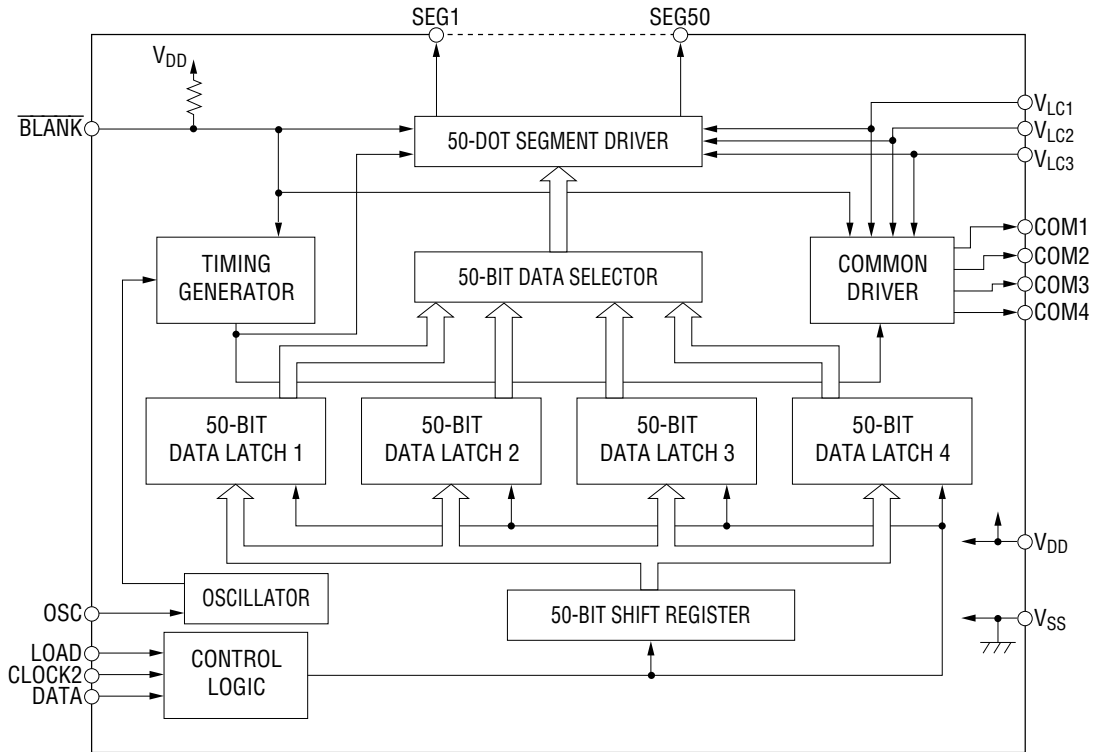 SEG1 SEG50
VDD
BLANK
VLC1
VLC2
VLC3
50-DOT SEGMENT DRIVER
TIMING
GENERATOR
50-BIT DATA SELECTOR
COMMON
DRIVER
COM1
COM2
COM3
COM4
50-BIT
DATA LATCH 1
50-BIT
DATA LATCH 2
50-BIT
DATA LATCH 3
50-BIT
DATA LATCH 4
VDD
OSCILLATOR
OSC
50-BIT SHIFT REGISTER
VSS
LOAD
CLOCK2
DATA
CONTROL
LOGIC